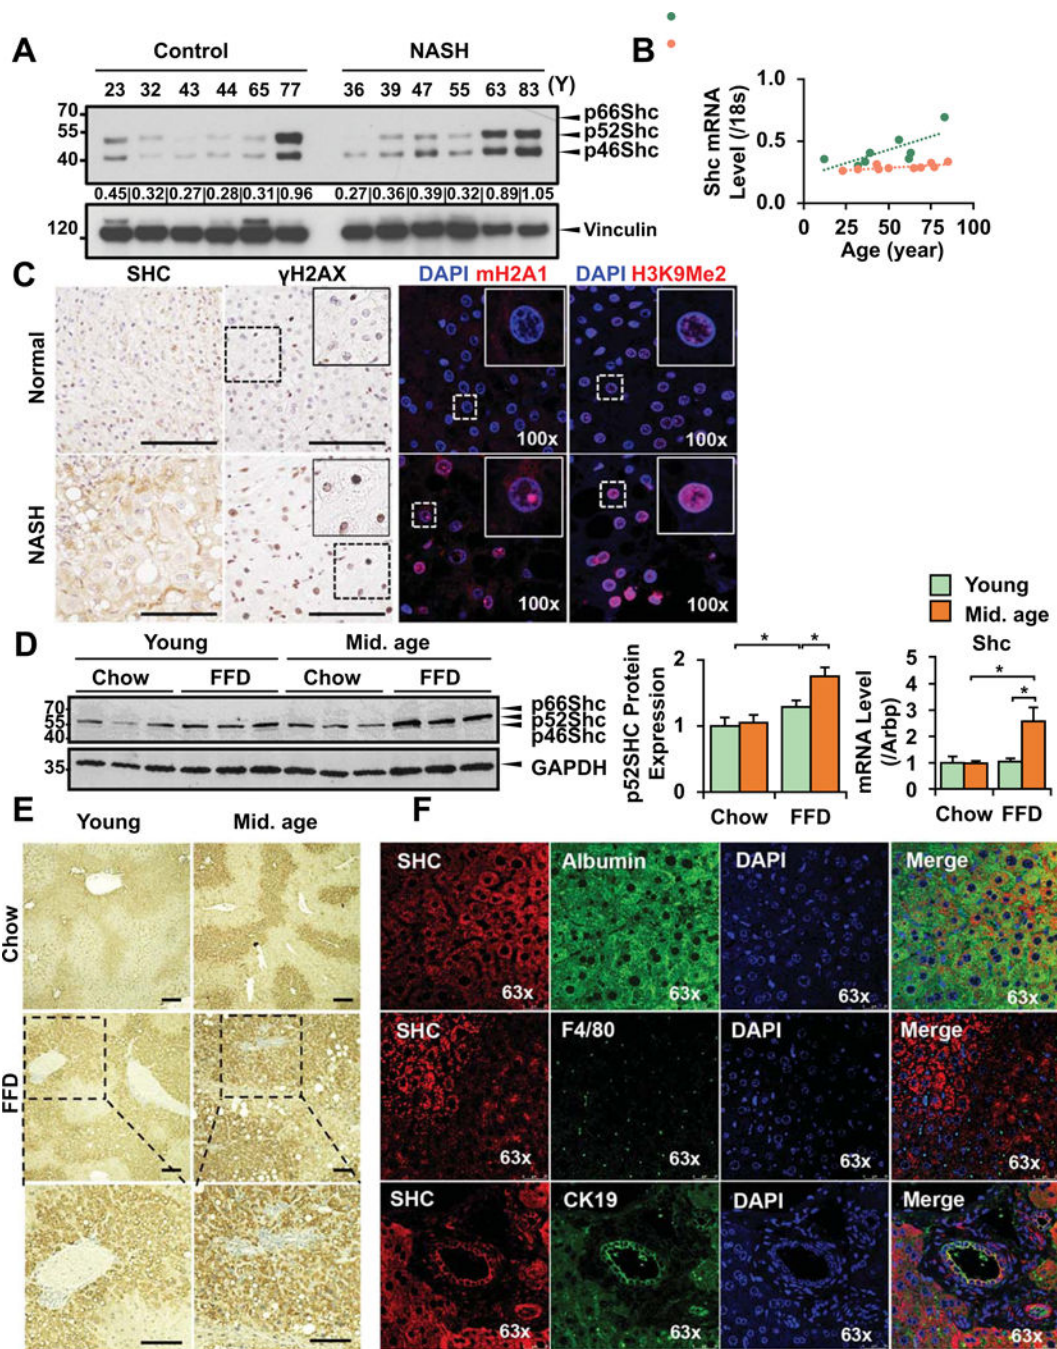 A
Control
NASH
23 32 43 44 65 77
36 39 47 55 63 83 (Y)
70
55
40
p66Shc
p52Shc
p46Shc
0.45 0.32 0.27 0.28 0.31 0.96
0.27 0.36 0.39 0.32 0.89 1.05
120
Vinculin
B
Shc mRNA
Level (/18s)
1.0
0.5
0
0 25 50 75 100
Age (year)
C
SHC
γH2AX
DAPI mH2A1
DAPI H3K9Me2
Normal
100x
100x
NASH
100x
100x
D
Young
Mid. age
Chow
FFD
Chow
FFD
70
55
40
p66Shc
p52Shc
p46Shc
35
GAPDH
p52SHC Protein
Expression
2
1
0
*
*
Chow
FFD
Young
Mid. age
Shc
mRNA Level
(/Arbp)
5
4
3
2
1
0
*
*
Chow FFD
E
Young
Mid. age
Chow
FFD
F
SHC
Albumin
DAPI
Merge
63x
63x
63x
63x
SHC
F4/80
DAPI
Merge
63x
63x
63x
63x
SHC
CK19
DAPI
Merge
63x
63x
63x
63x